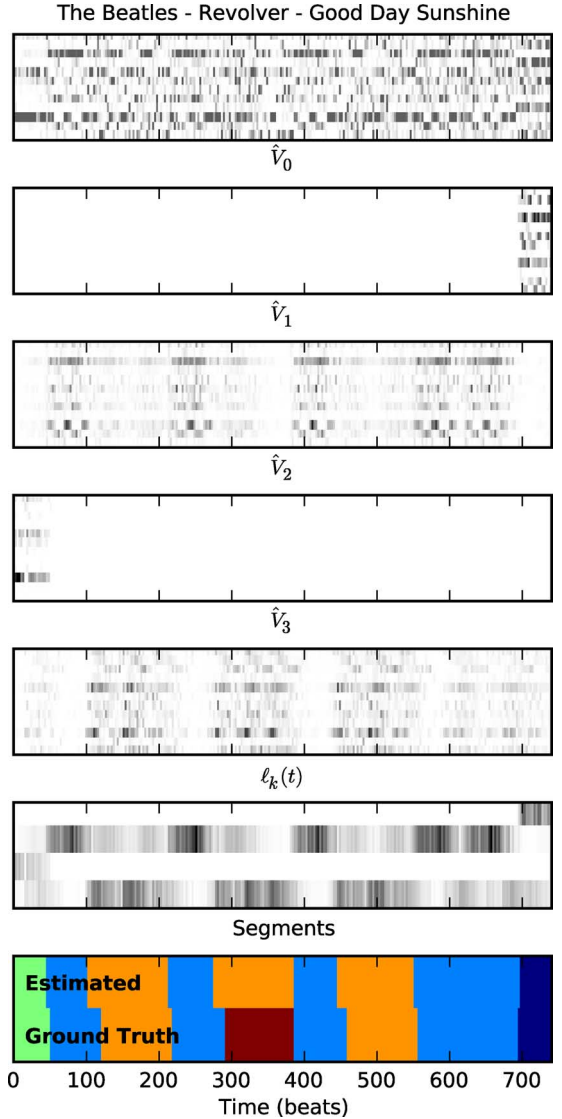 The Beatles - Revolver - Good Day Sunshine
V̂₀
V̂₁
V̂₂
V̂₃
ℓₖ(t)
Segments
Estimated
Ground Truth
0 100 200 300 400 500 600 700
Time (beats)